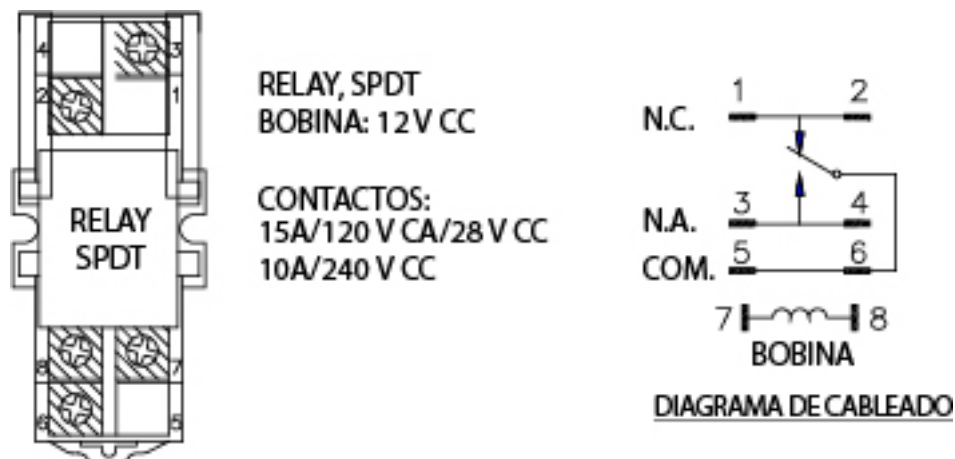 4 3
2 1
RELAY
SPDT
8 7
6 5
RELAY, SPDT
BOBINA: 12 V CC
CONTACTOS:
15A/120 V CA/28 V CC
10A/240 V CC
1 2
N.C.
3 4
N.A.
5 6
COM.
7 8
BOBINA
DIAGRAMA DE CABLEADO